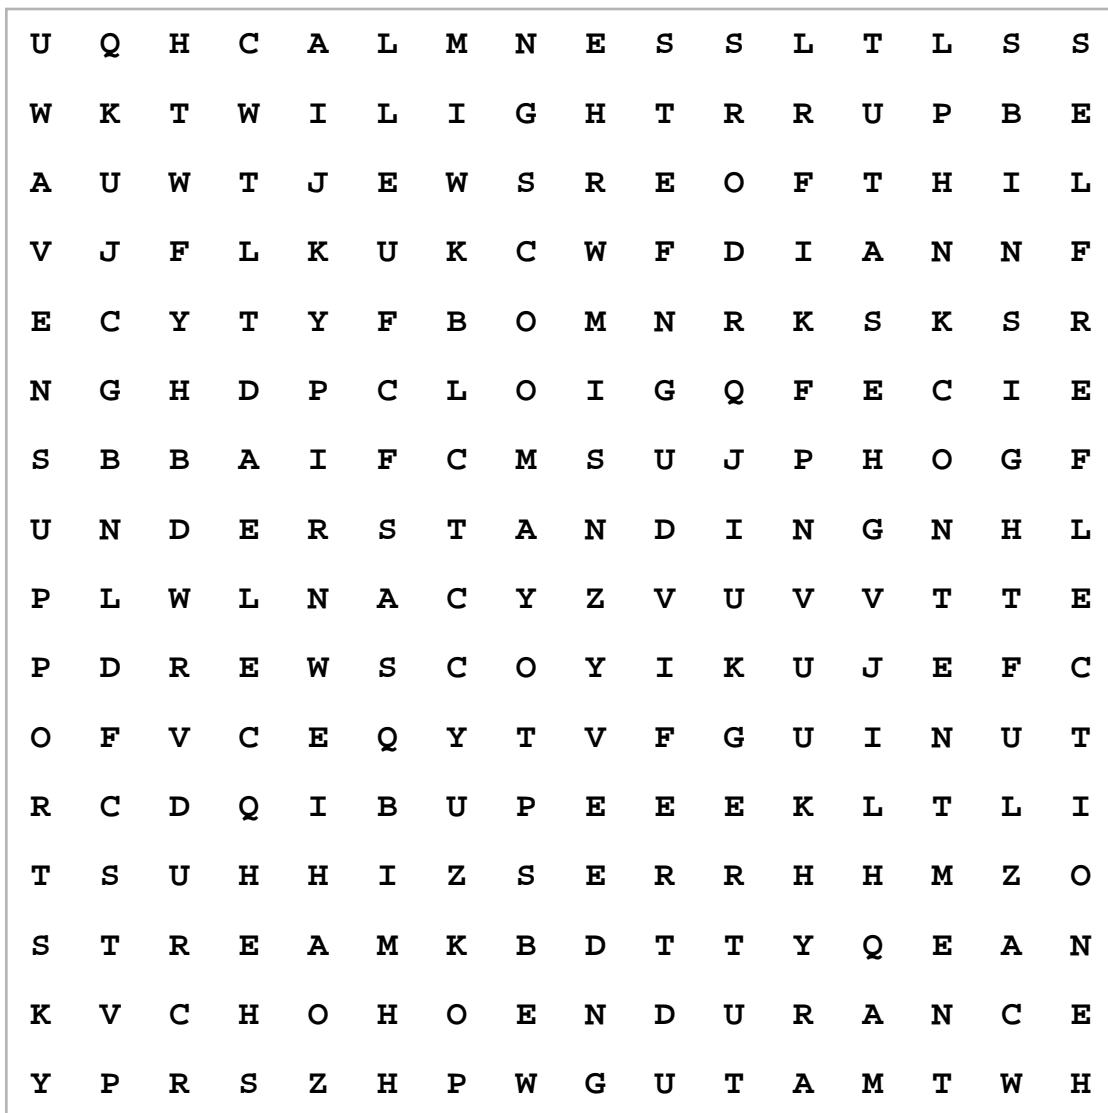 U Q H C A L M N E S S L T L S S
W K T W I L I G H T R R U P B E
A U W T J E W S R E O F T H I L
V J F L K U K C W F D I A N N F
E C Y T Y F B O M N R K S K S R
N G H D P C L O I G Q F E C I E
S B B A I F C M S U J P H O G F
U N D E R S T A N D I N G N H L
P L W L N A C Y Z V U V V T T E
P D R E W S C O Y I K U J E F C
O F V C E Q Y T V F G U I N U T
R C D Q I B U P E E E K L T L I
T S U H H I Z S E R R H H M Z O
S T R E A M K B D T T Y Q E A N
K V C H O H O E N D U R A N C E
Y P R S Z H P W G U T A M T W H